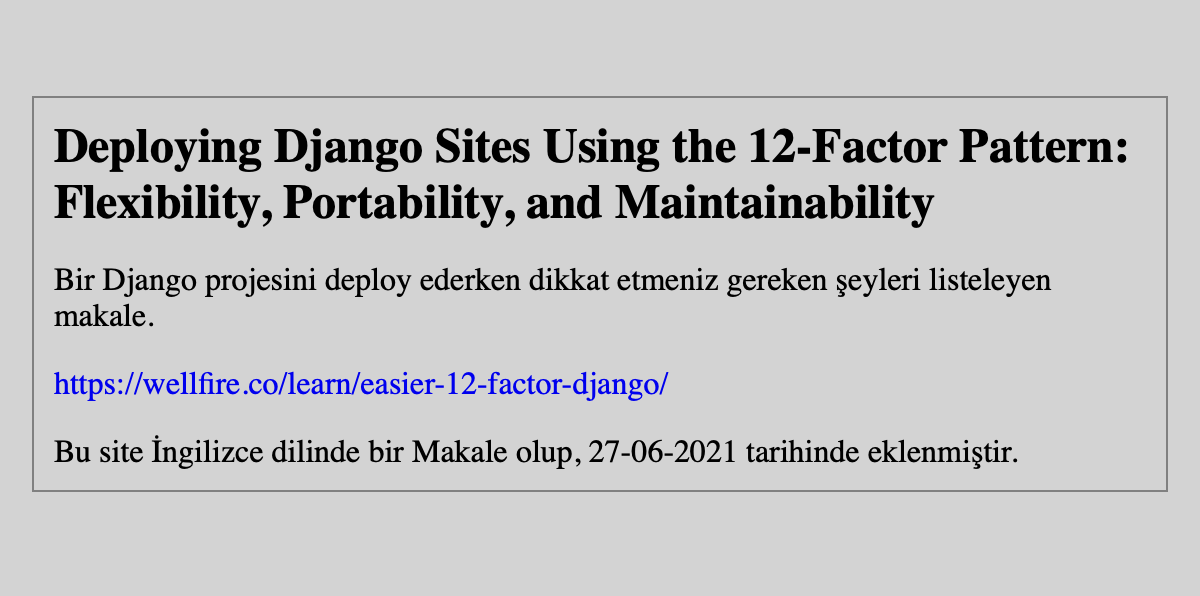 Deploying Django Sites Using the 12-Factor Pattern:
Flexibility, Portability, and Maintainability
Bir Django projesini deploy ederken dikkat etmeniz gereken şeyleri listeleyen
makale.
https://wellfire.co/learn/easier-12-factor-django/
Bu site İngilizce dilinde bir Makale olup, 27-06-2021 tarihinde eklenmiştir.